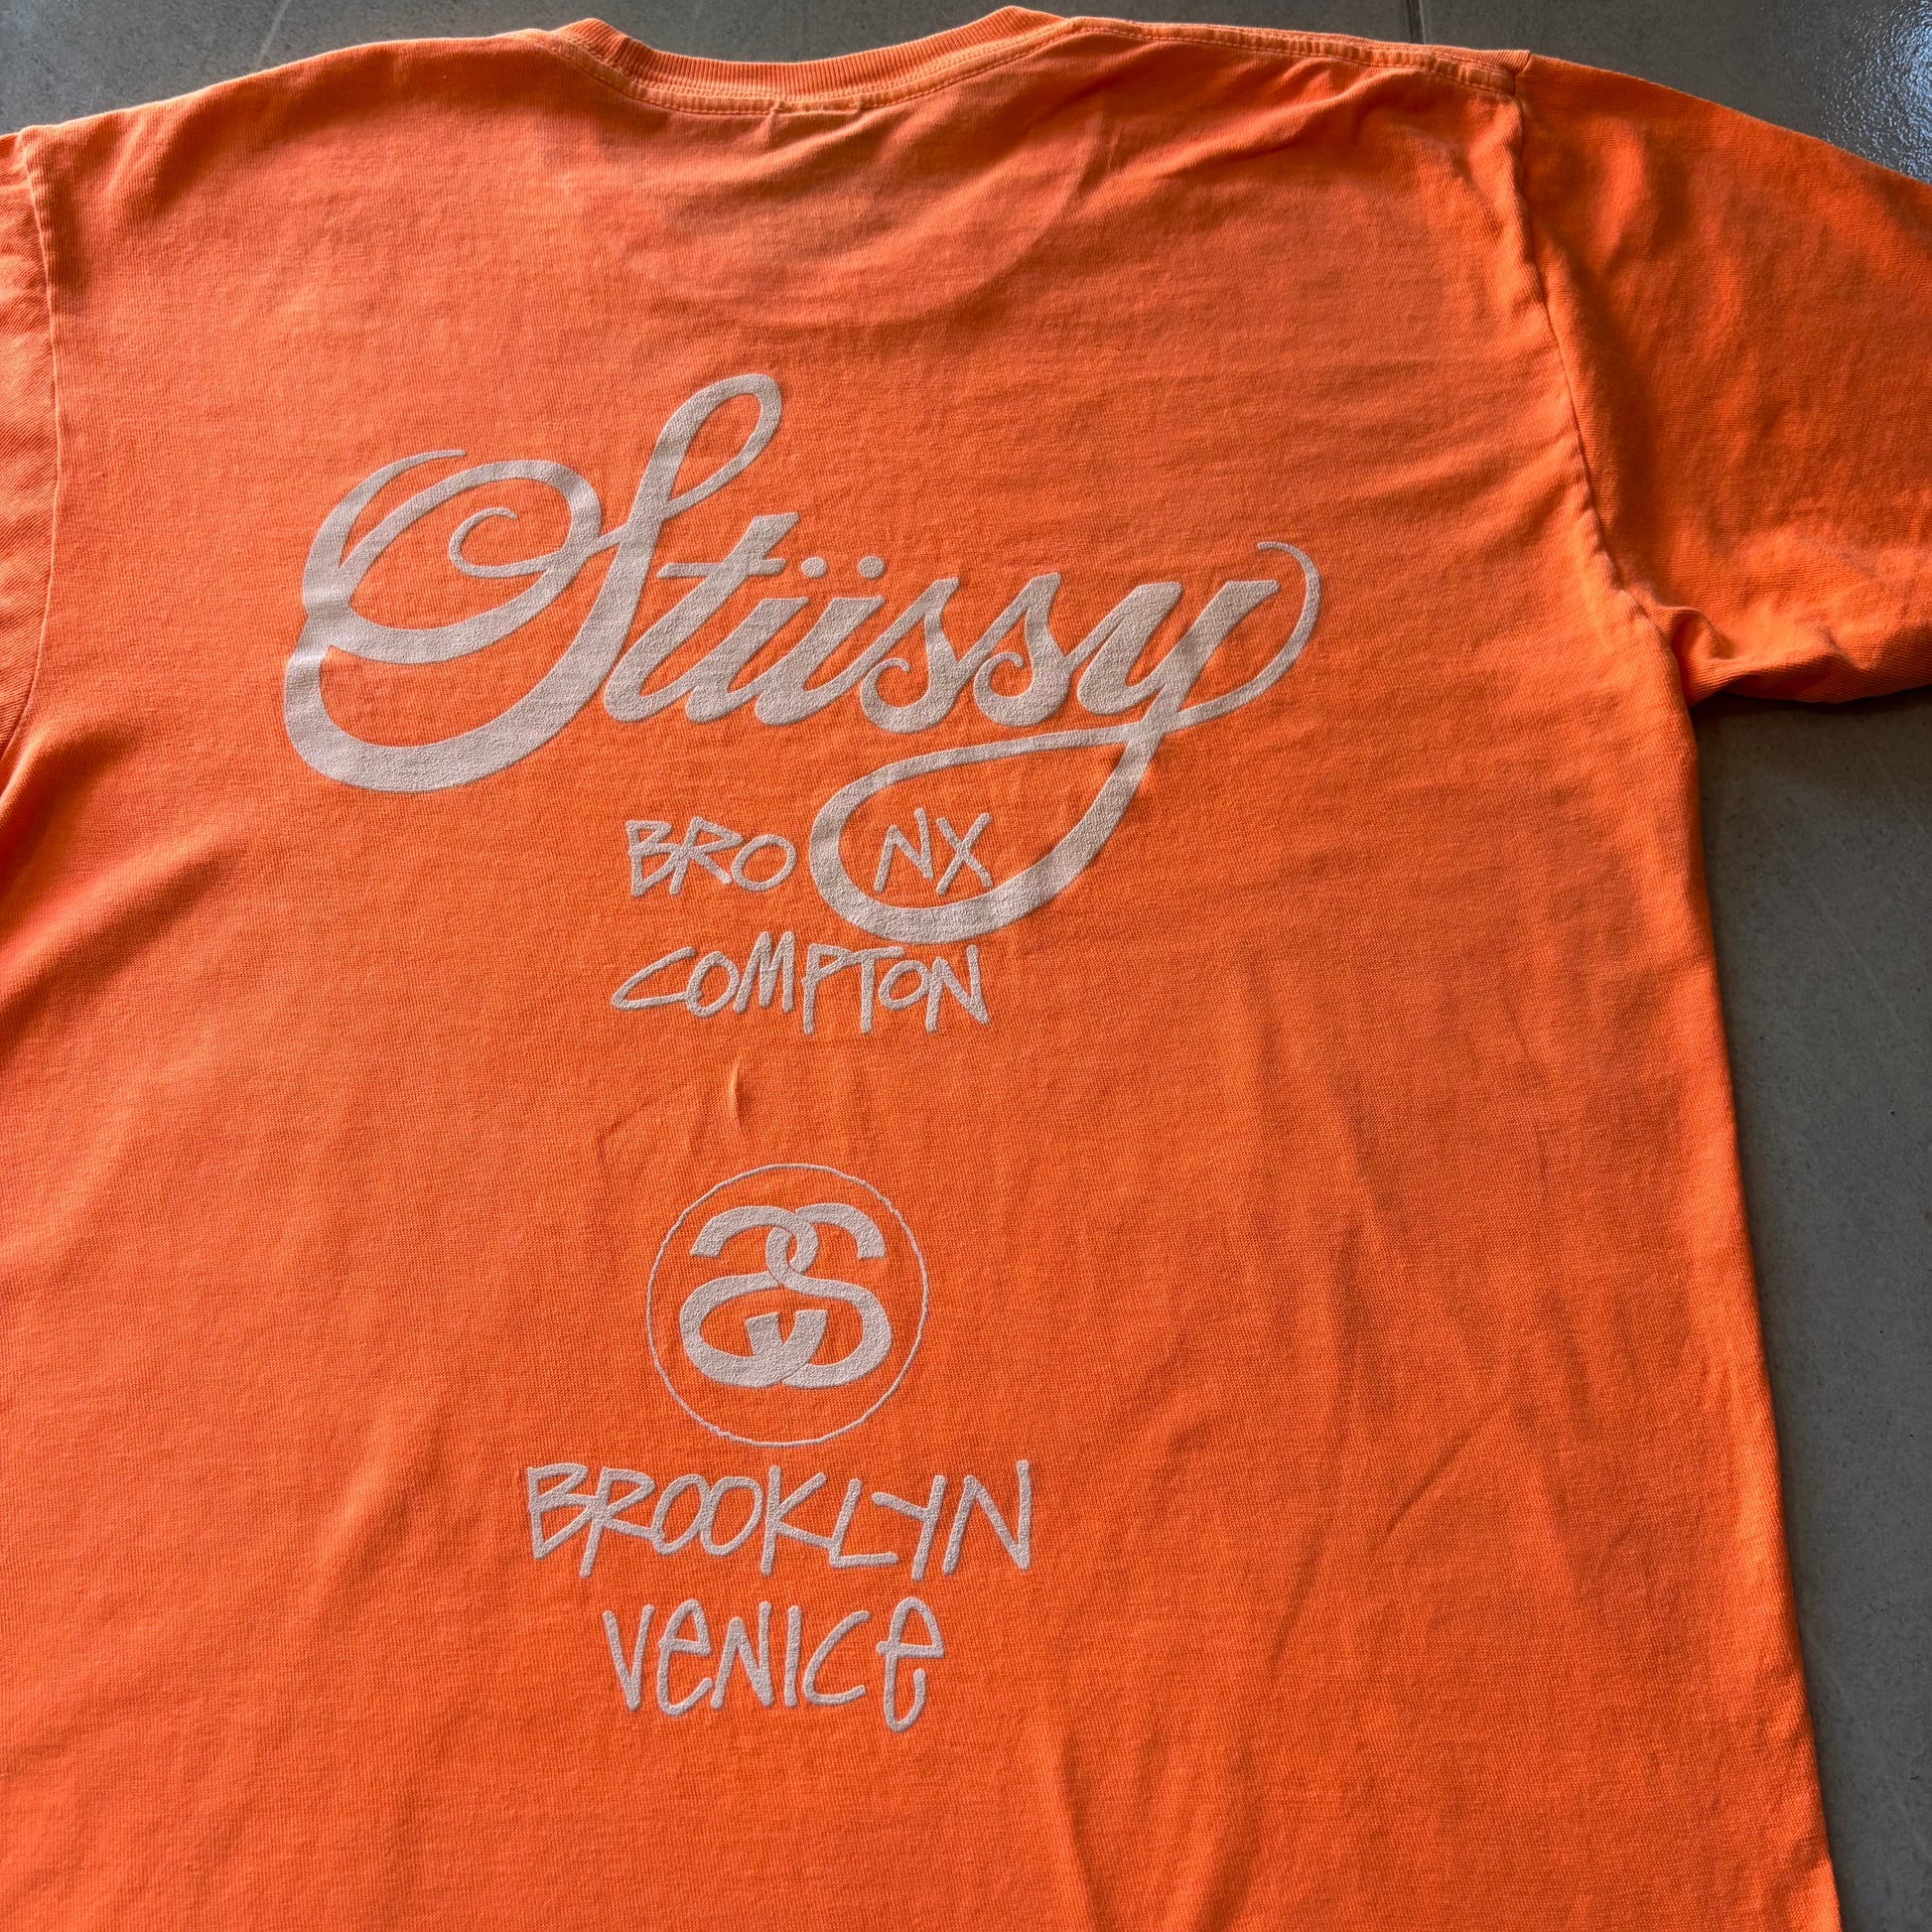 Stüssy
BRONX
COMPTON
SS
BROOKLYN
VENICE